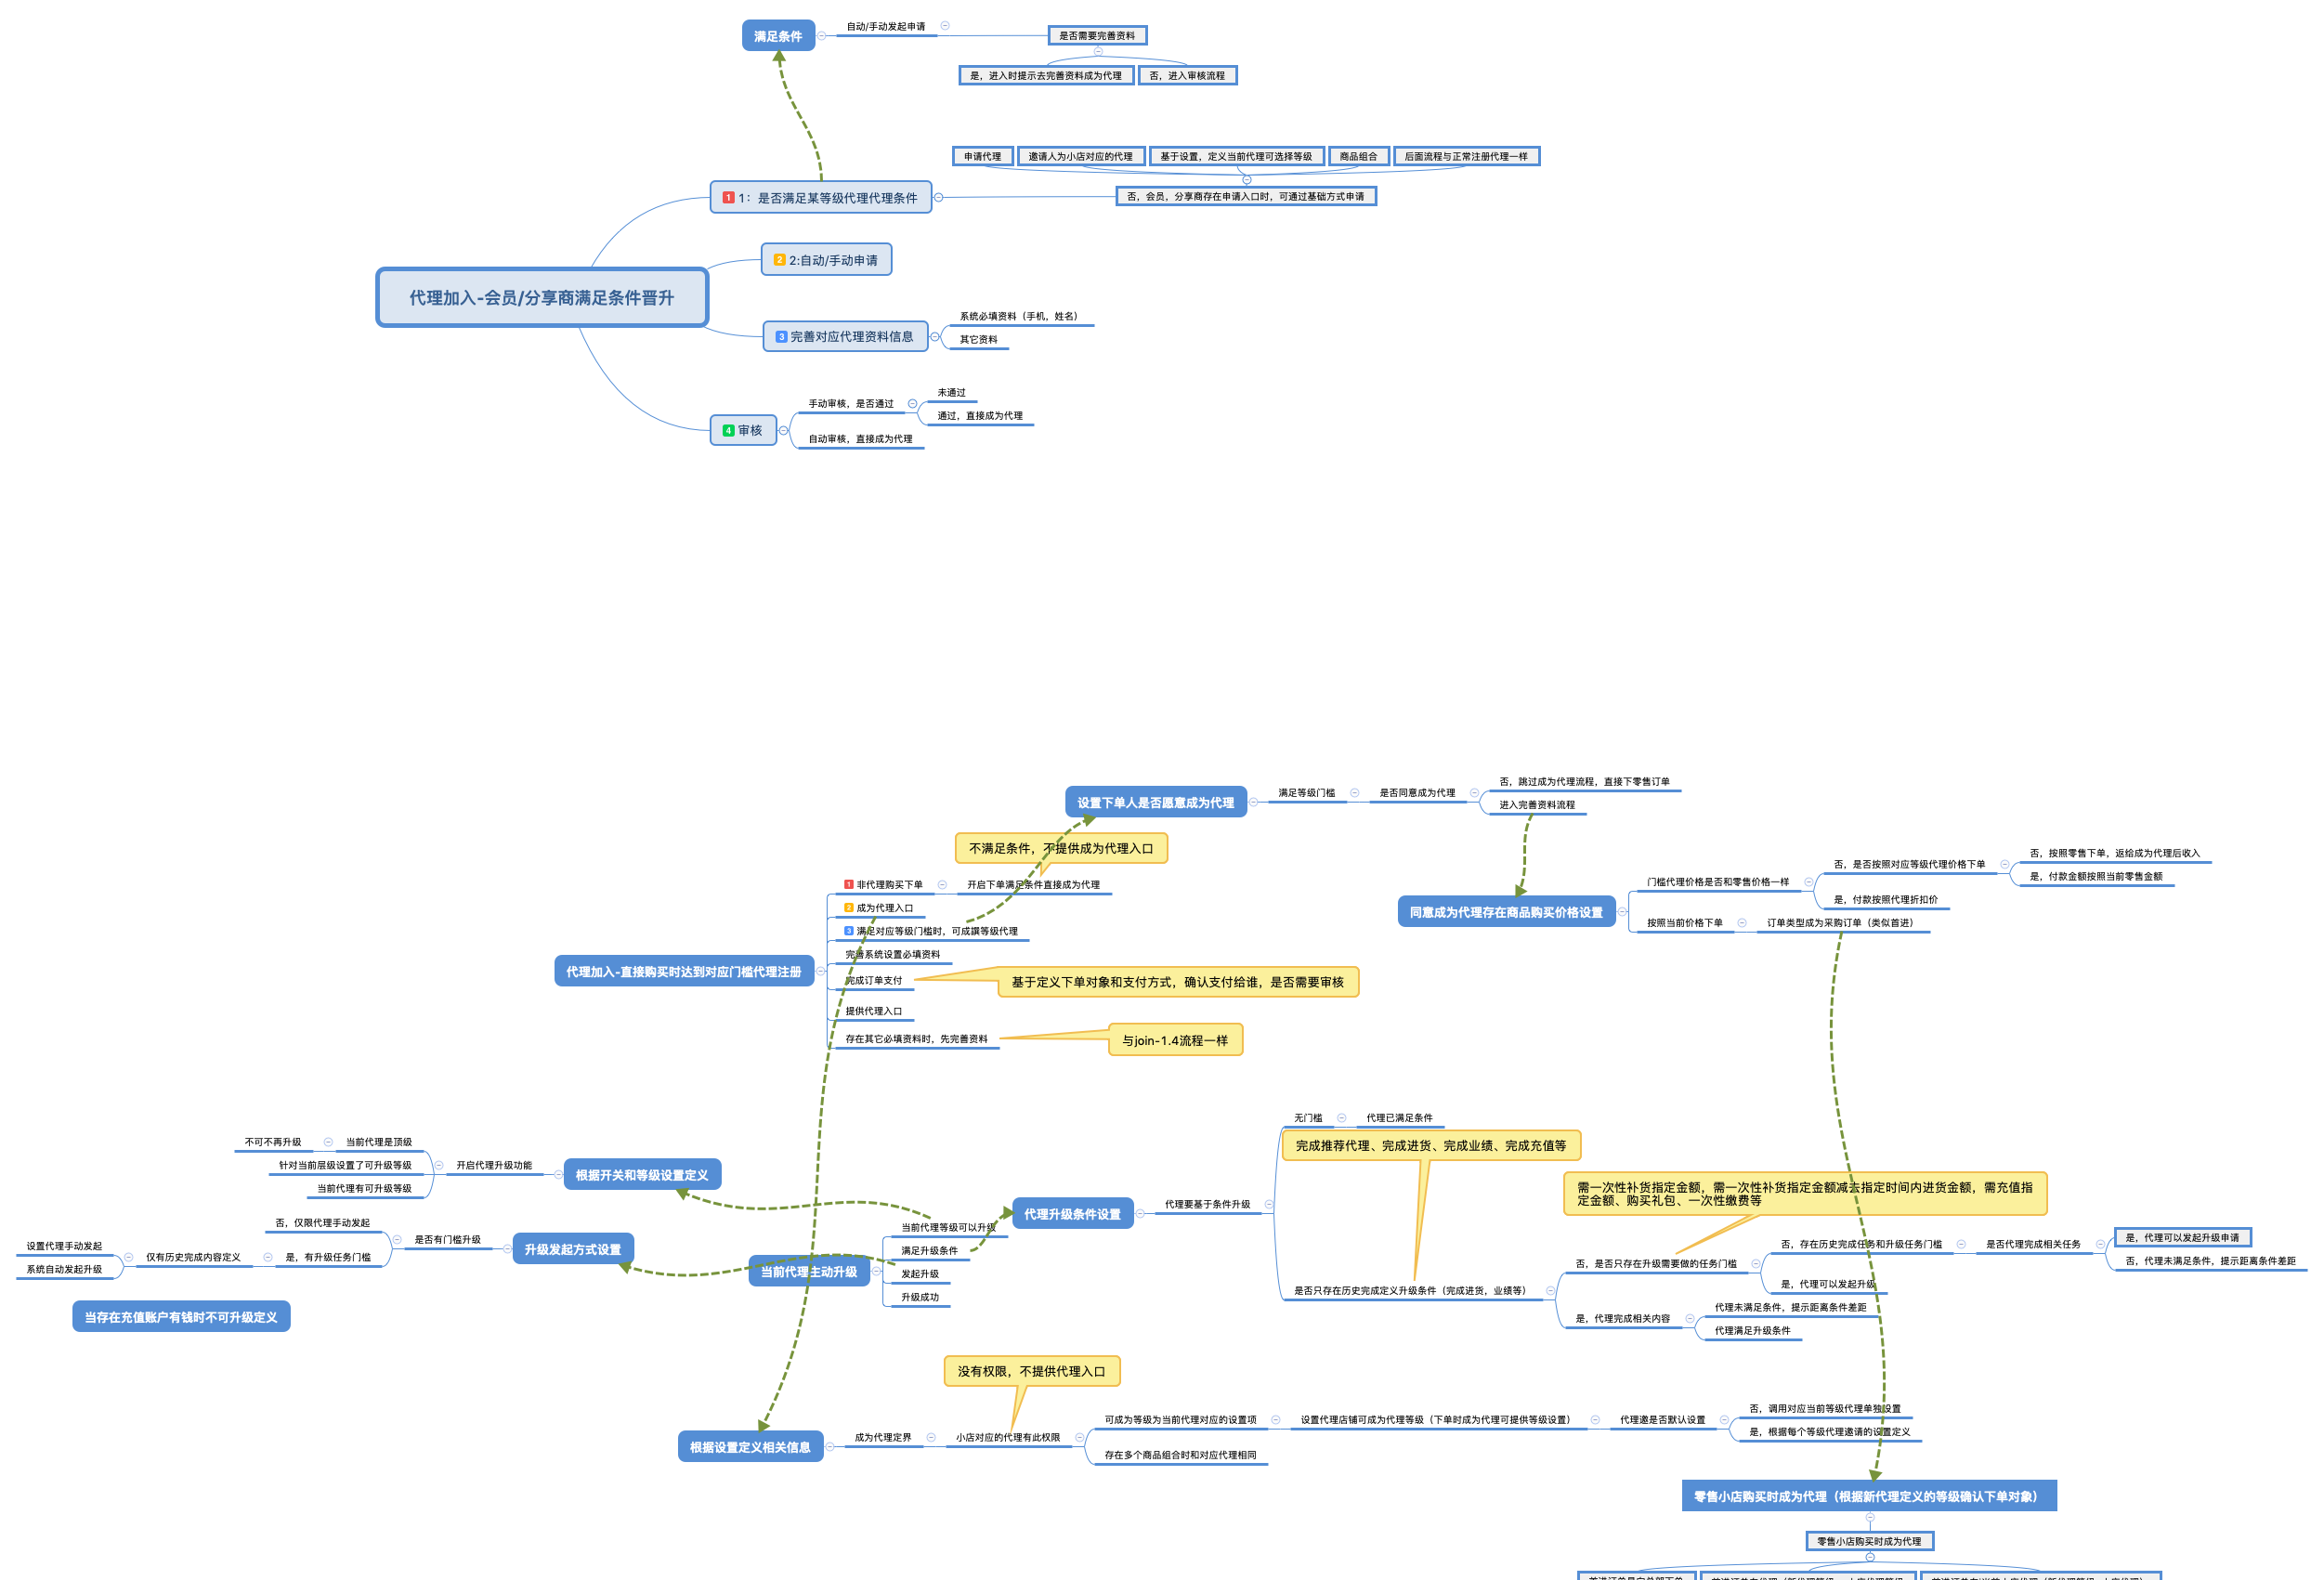 满足条件
自动/手动发起申请
是否需要完善资料
是，进入时提示去完善资料成为代理
否，进入审核流程
申请代理
邀请人为小店对应的代理
基于设置，定义当前代理可选择等级
商品组合
后面流程与正常注册代理一样
1 1：是否满足某等级代理代理条件
否，会员，分享商存在申请入口时，可通过基础方式申请
2 2:自动/手动申请
代理加入-会员/分享商满足条件晋升
3 完善对应代理资料信息
系统必填资料（手机，姓名）
其它资料
4 审核
手动审核，是否通过
未通过
通过，直接成为代理
自动审核，直接成为代理
设置下单人是否愿意成为代理
满足等级门槛
是否同意成为代理
否，跳过成为代理流程，直接下零售订单
进入完善资料流程
不满足条件，不提供成为代理入口
同意成为代理存在商品购买价格设置
门槛代理价格是否和零售价格一样
否，是否按照对应等级代理价格下单
否，按照零售下单，返给成为代理后收入
是，付款金额按照当前零售金额
是，付款按照代理折扣价
按照当前价格下单
订单类型成为采购订单（类似首进）
代理加入-直接购买时达到对应门槛代理注册
1 非代理购买下单
开启下单满足条件直接成为代理
2 成为代理入口
3 满足对应等级门槛时，可成譔等级代理
完善系统设置必填资料
完成订单支付
基于定义下单对象和支付方式，确认支付给谁，是否需要审核
提供代理入口
存在其它必填资料时，先完善资料
与join-1.4流程一样
根据开关和等级设置定义
开启代理升级功能
当前代理是顶级
不可不再升级
针对当前层级设置了可升级等级
当前代理有可升级等级
升级发起方式设置
是否有门槛升级
否，仅限代理手动发起
是，有升级任务门槛
仅有历史完成内容定义
设置代理手动发起
系统自动发起升级
当存在充值账户有钱时不可升级定义
当前代理主动升级
当前代理等级可以升级
满足升级条件
发起升级
升级成功
代理升级条件设置
代理要基于条件升级
无门槛
代理已满足条件
完成推荐代理、完成进货、完成业绩、完成充值等
是否只存在历史完成定义升级条件（完成进货，业绩等）
需一次性补货指定金额，需一次性补货指定金额减去指定时间内进货金额，需充值指
定金额、购买礼包、一次性缴费等
否，是否只存在升级需要做的任务门槛
否，存在历史完成任务和升级任务门槛
是否代理完成相关任务
是，代理可以发起升级申请
否，代理未满足条件，提示距离条件差距
是，代理可以发起升级
是，代理完成相关内容
代理未满足条件，提示距离条件差距
代理满足升级条件
没有权限，不提供代理入口
根据设置定义相关信息
成为代理定界
小店对应的代理有此权限
可成为等级为当前代理对应的设置项
设置代理店铺可成为代理等级（下单时成为代理可提供等级设置）
代理邀是否默认设置
否，调用对应当前等级代理单独设置
是，根据每个等级代理邀请的设置定义
存在多个商品组合时和对应代理相同
零售小店购买时成为代理（根据新代理定义的等级确认下单对象）
零售小店购买时成为代理